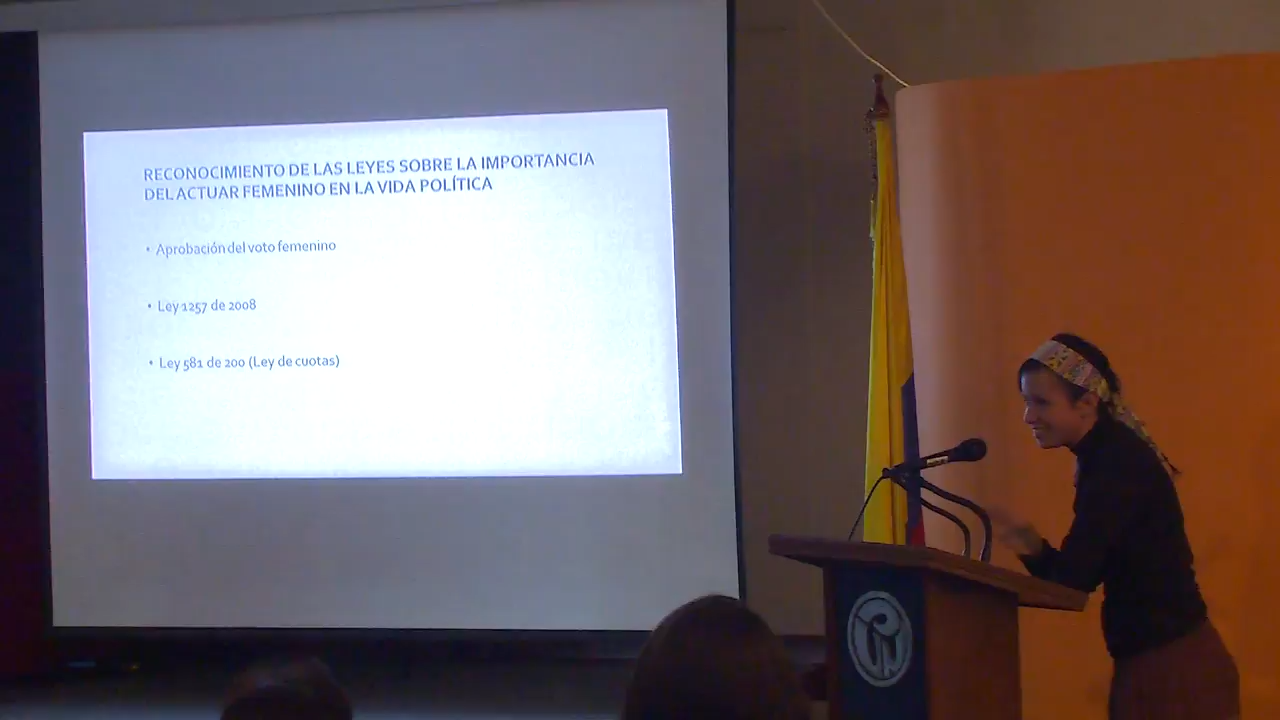 RECONOCIMIENTO DE LAS LEYES SOBRE LA IMPORTANCIA
DEL ACTUAR FEMENINO EN LA VIDA POLÍTICA
• Aprobación del voto femenino
• Ley 1257 de 2008
• Ley 581 de 200 (Ley de cuotas)